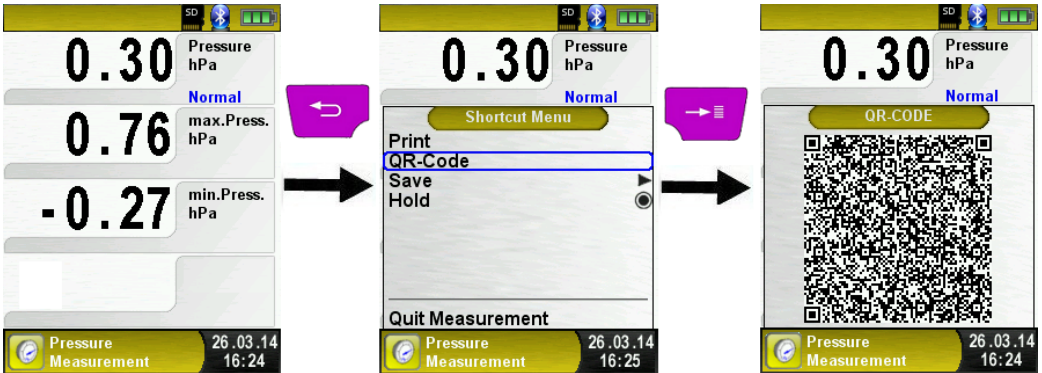 SD
0.30
Pressure
hPa
Normal
0.76
max.Press.
hPa
-0.27
min.Press.
hPa
Pressure
Measurement
26.03.14
16:24
SD
0.30
Pressure
hPa
Normal
Shortcut Menu
Print
QR-Code
Save
Hold
Quit Measurement
Pressure
Measurement
26.03.14
16:25
SD
0.30
Pressure
hPa
Normal
QR-CODE
Pressure
Measurement
26.03.14
16:24